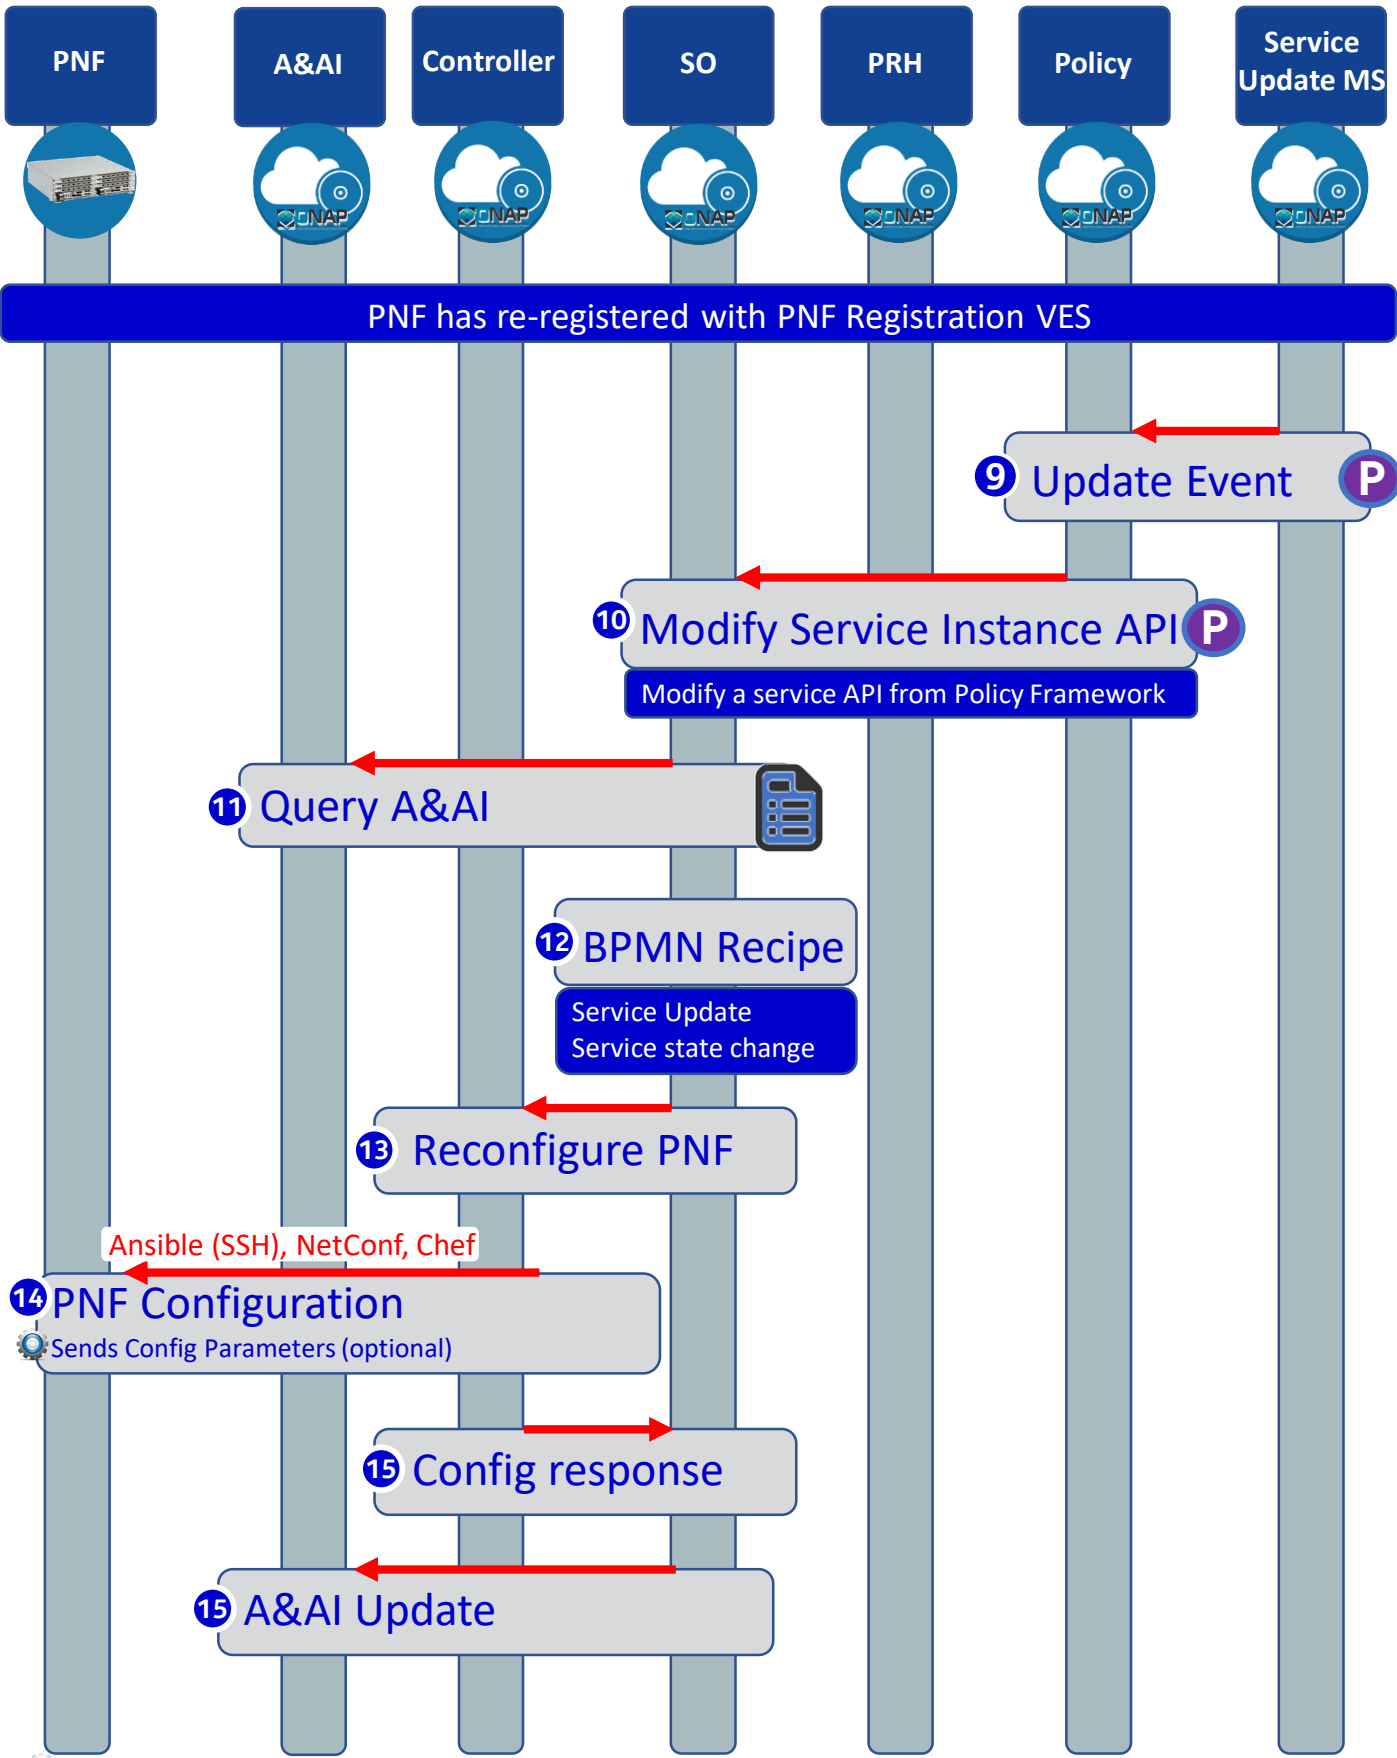 PNF
A&AI
Controller
SO
PRH
Policy
Service
Update MS
ONAP
ONAP
ONAP
ONAP
ONAP
ONAP
PNF has re-registered with PNF Registration VES
9 Update Event P
10 Modify Service Instance API P
Modify a service API from Policy Framework
11 Query A&AI
12 BPMN Recipe
Service Update
Service state change
13 Reconfigure PNF
Ansible (SSH), NetConf, Chef
14 PNF Configuration
Sends Config Parameters (optional)
15 Config response
15 A&AI Update